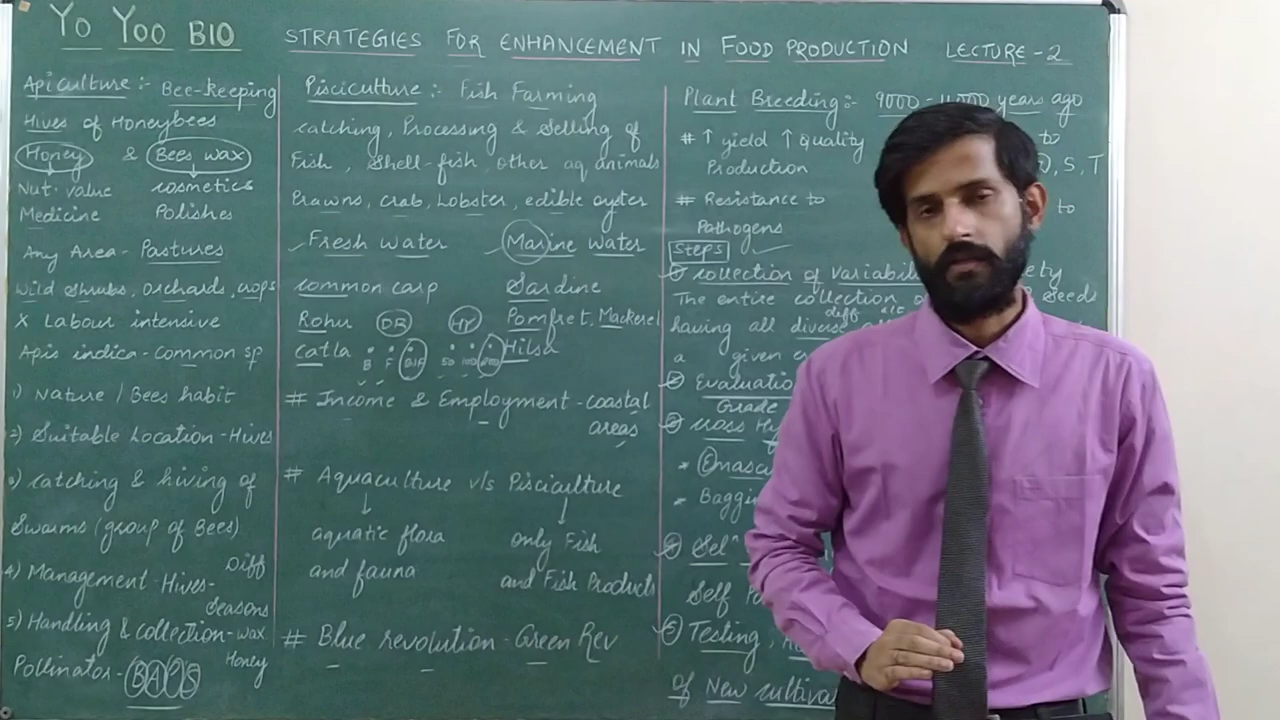 YO YOO BIO
STRATEGIES FOR ENHANCEMENT IN FOOD PRODUCTION LECTURE - 2
Apiculture :- Bee-keeping
Hives of Honeybees
Honey & Bees wax
Nut. value cosmetics
Medicine Polishes
Any Area - Pastures
Wild shrubs, orchards, crops
X Labour intensive
Apis indica - Common sp
1) Nature / Bees habit
2) Suitable Location - Hives
3) catching & hiving of
Swarms (group of Bees)
4) Management - Hives - Diff
Seasons
5) Handling & collection - wax
Honey
Pollinator - BAPS
Pisciculture :- Fish Farming
catching, Processing & Selling of
Fish, Shell-fish, other aq animals
Prawns, crab, Lobster, edible oyster
Fresh water Marine water
common carp Sardine
Rohu DR HY Pomfret, Mackerel
Catla Hilsa
B F
# Income & Employment - coastal
areas
# Aquaculture v/s Pisciculture
aquatic flora only Fish
and fauna and Fish Products
# Blue revolution - Green Rev
Plant Breeding :- 9000 - 11000 years ago
# ↑ yield ↑ quality to
Production S, T
# Resistance to to
Pathogens
Steps
① collection of
The entire collection seeds
diff
having all diverse
a given
②
Grade
③
④ Seln
Self
⑤ Testing,
of New